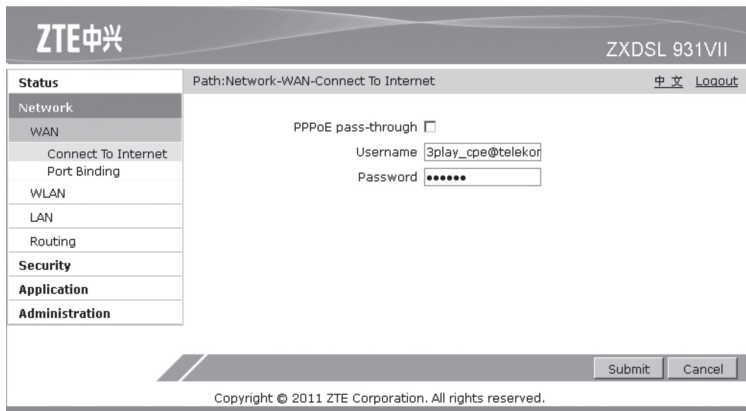 ZTE中兴
ZXDSL 931VII
Status
Path:Network-WAN-Connect To Internet
中文 Logout
Network
WAN
Connect To Internet
Port Binding
WLAN
LAN
Routing
Security
Application
Administration
PPPoE pass-through
Username 3play_cpe@telekor
Password ••••••
Submit Cancel
Copyright © 2011 ZTE Corporation. All rights reserved.